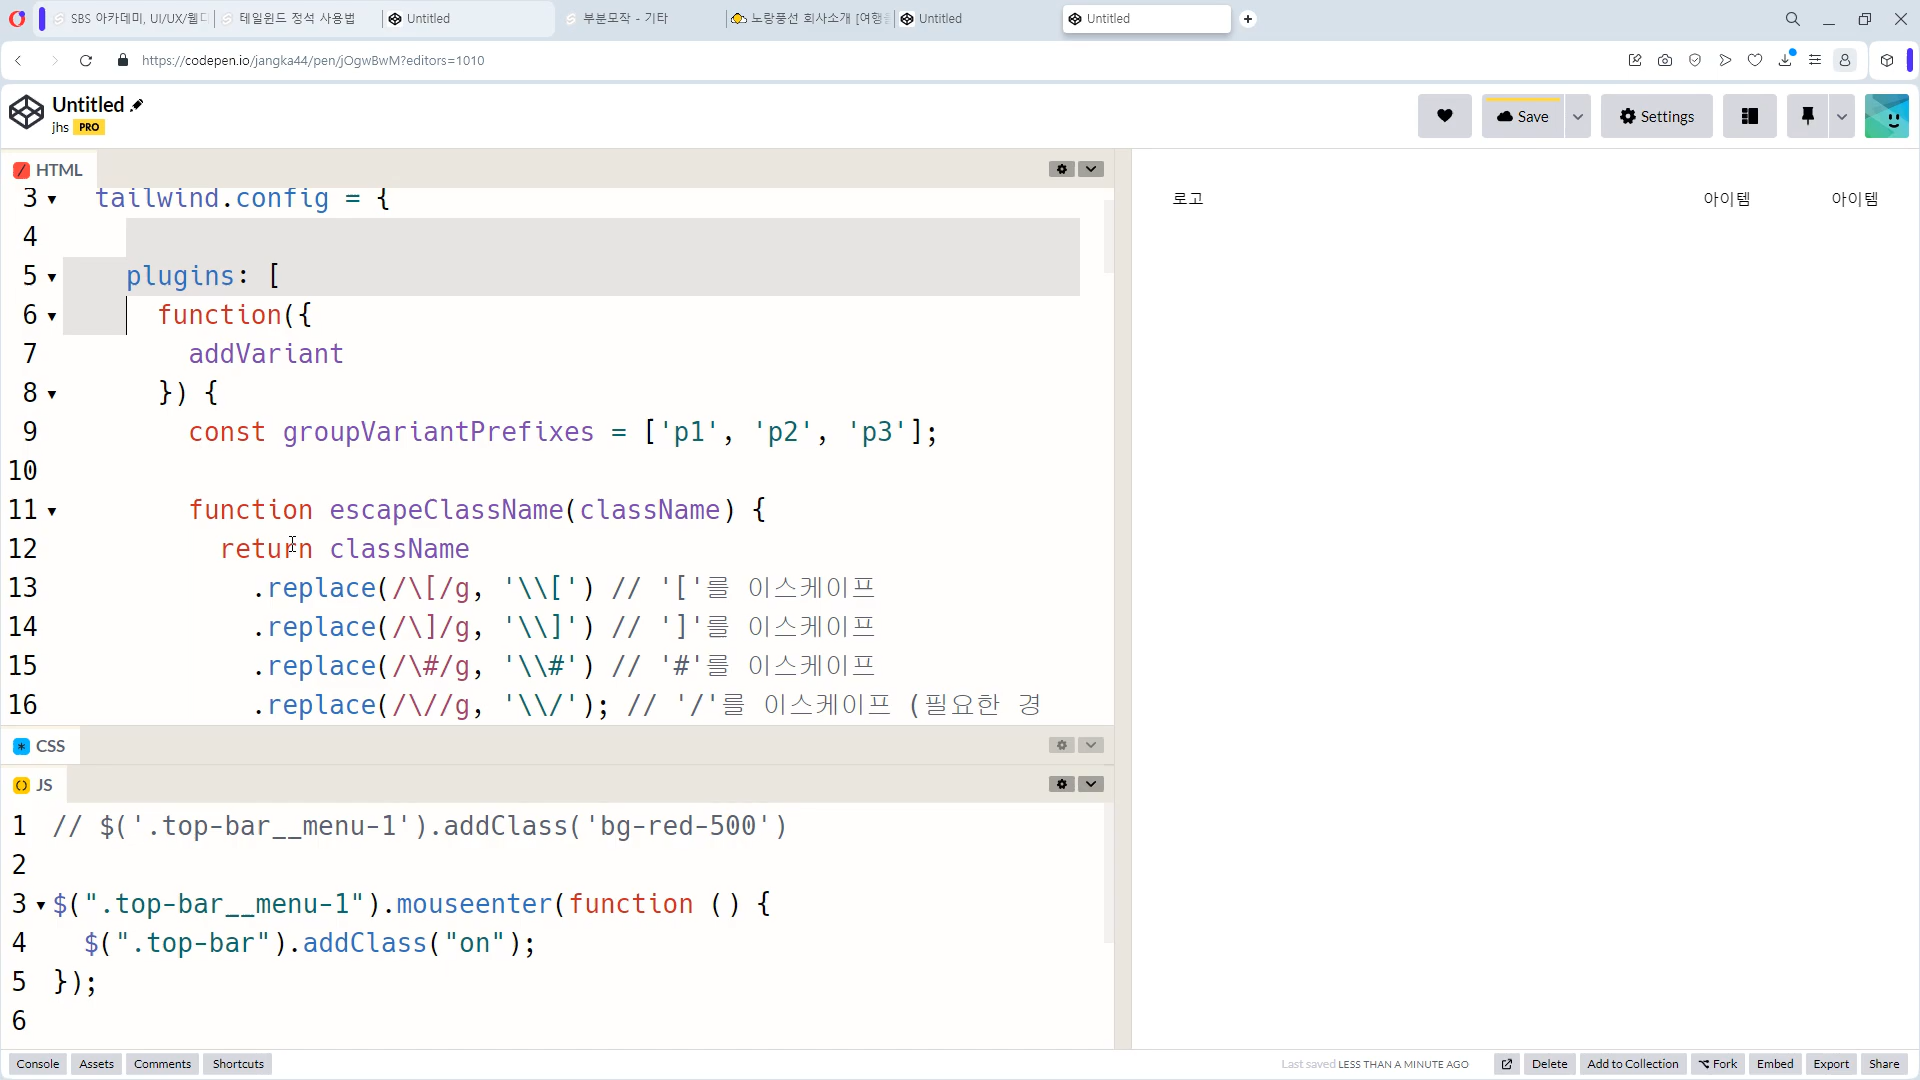 SBS 아카데미, UI/UX/웹디
테일윈드 정석 사용법
Untitled
부분모작 - 기타
노랑풍선 회사소개 [여행
Untitled
Untitled
https://codepen.io/jangka44/pen/jOgwBwM?editors=1010
Untitled
jhs PRO
Save
Settings
HTML
3 tailwind.config = {
4
5 plugins: [
6 function({
7 addVariant
8 }) {
9 const groupVariantPrefixes = ['p1', 'p2', 'p3'];
10
11 function escapeClassName(className) {
12 return className
13 .replace(/\[/g, '\\[') // '['를 이스케이프
14 .replace(/\]/g, '\\]') // ']'를 이스케이프
15 .replace(/\#/g, '\\#') // '#'를 이스케이프
16 .replace(/\//g, '\\/'); // '/'를 이스케이프 (필요한 경
로고 아이템 아이템
CSS
JS
1 // $('.top-bar__menu-1').addClass('bg-red-500')
2
3 $(".top-bar__menu-1").mouseenter(function () {
4 $(".top-bar").addClass("on");
5 });
6
Console Assets Comments Shortcuts
Last saved LESS THAN A MINUTE AGO
Delete Add to Collection Fork Embed Export Share